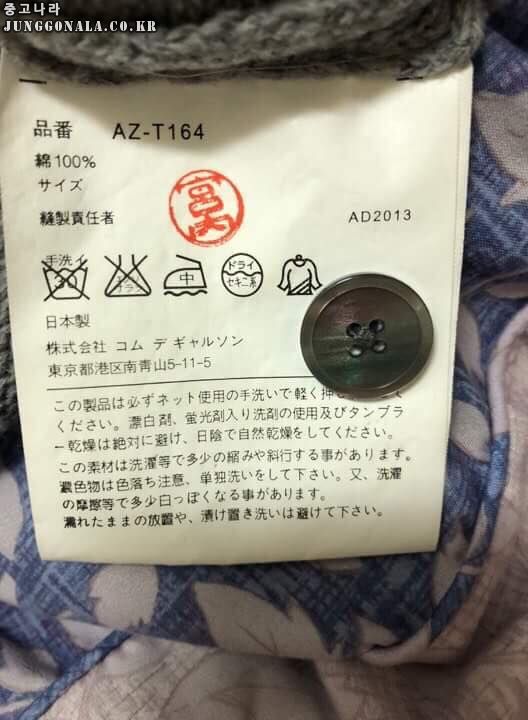 중고나라
JUNGGONALA.CO.KR
品番 AZ-T164
綿100%
サイズ
縫製責任者
AD2013
手洗イ
30
ドライ
セキユ系
中
日本製
株式会社 コム デ ギャルソン
東京都港区南青山5-11-5
この製品は必ずネット使用の手洗いで軽く押
ください。漂白剤、蛍光剤入り洗剤の使用及びタンブラ
ー乾燥は絶対に避け、日陰で自然乾燥をしてください。
この素材は洗濯等で多少の縮みや斜行する事があります。
濃色物は色落ち注意、単独洗いをして下さい。又、洗濯
の摩擦等で多少白っぽくなる事があります。
濡れたままの放置や、漬け置き洗いは避けて下さい。